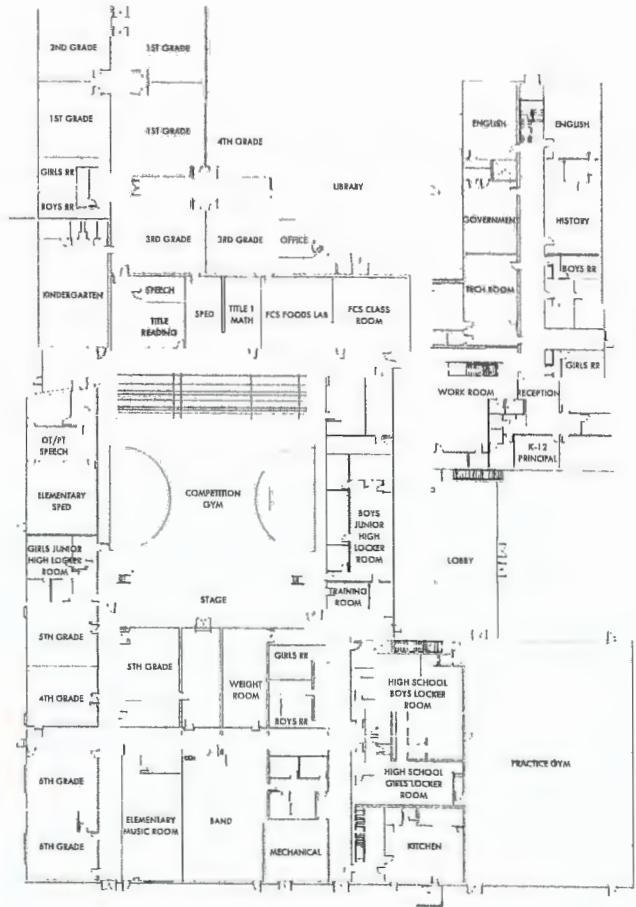 2ND GRADE
1ST GRADE
1ST GRADE
1ST GRADE
4TH GRADE
ENGLISH
ENGLISH
GIRLS RR
BOYS RR
LIBRARY
GOVERNMENT
HISTORY
3RD GRADE
3RD GRADE
OFFICE
BOYS RR
KINDERGARTEN
SPEECH
TITLE
READING
SPED
TITLE 1
MATH
FCS FOODS LAB
FCS CLASS
ROOM
TECH ROOM
GIRLS RR
WORK ROOM
RECEPTION
K-12
PRINCIPAL
OT/PT
SPEECH
ELEMENTARY
SPED
COMPETITION
GYM
BOYS
JUNIOR
HIGH
LOCKER
ROOM
GIRLS JUNIOR
HIGH LOCKER
ROOM
LOBBY
STAGE
TRAINING
ROOM
5TH GRADE
5TH GRADE
WEIGHT
ROOM
GIRLS RR
4TH GRADE
BOYS RR
HIGH SCHOOL
BOYS LOCKER
ROOM
PRACTICE GYM
6TH GRADE
HIGH SCHOOL
GIRLS LOCKER
ROOM
ELEMENTARY
MUSIC ROOM
BAND
6TH GRADE
MECHANICAL
KITCHEN